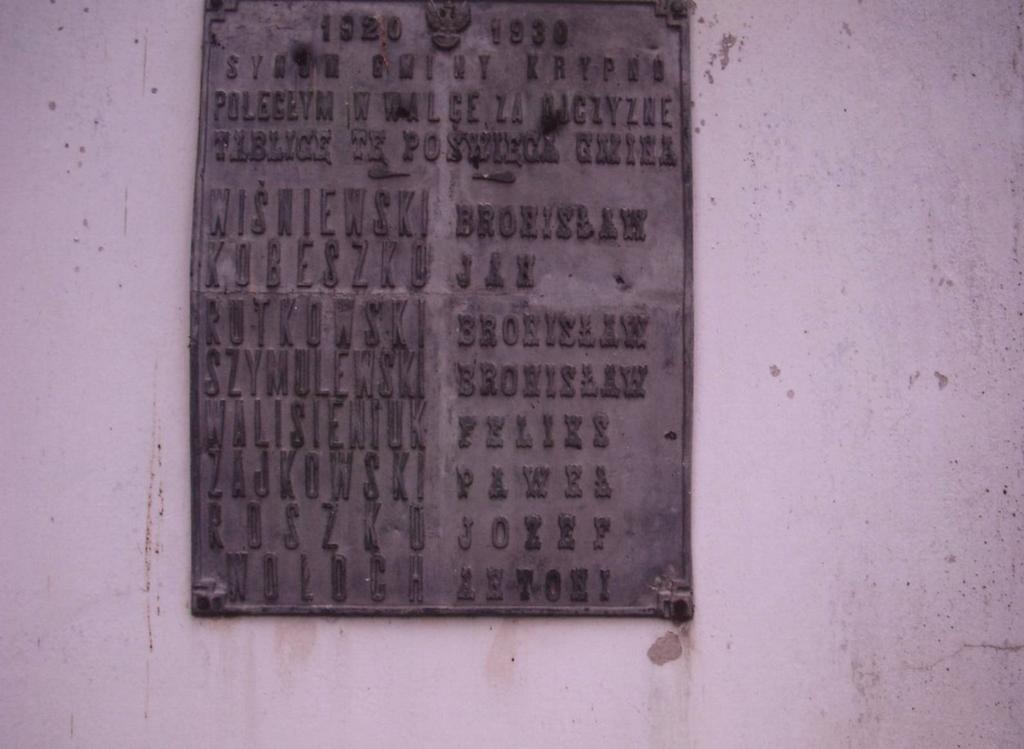 1920 1930
SYNOM GMINY KRYPNO
POLEGŁYM W WALCE ZA OJCZYZNĘ
TABLICĘ TĘ POŚWIĘCA GMINA
WIŚNIEWSKI BRONISŁAW
KOBESZKO JAN
RUTKOWSKI BRONISŁAW
SZYMULEWSKI BRONISŁAW
WALISIENIUK FELIKS
ZAJKOWSKI PAWEŁ
ROSZKO JOZEF
WOŁOCH ANTONI